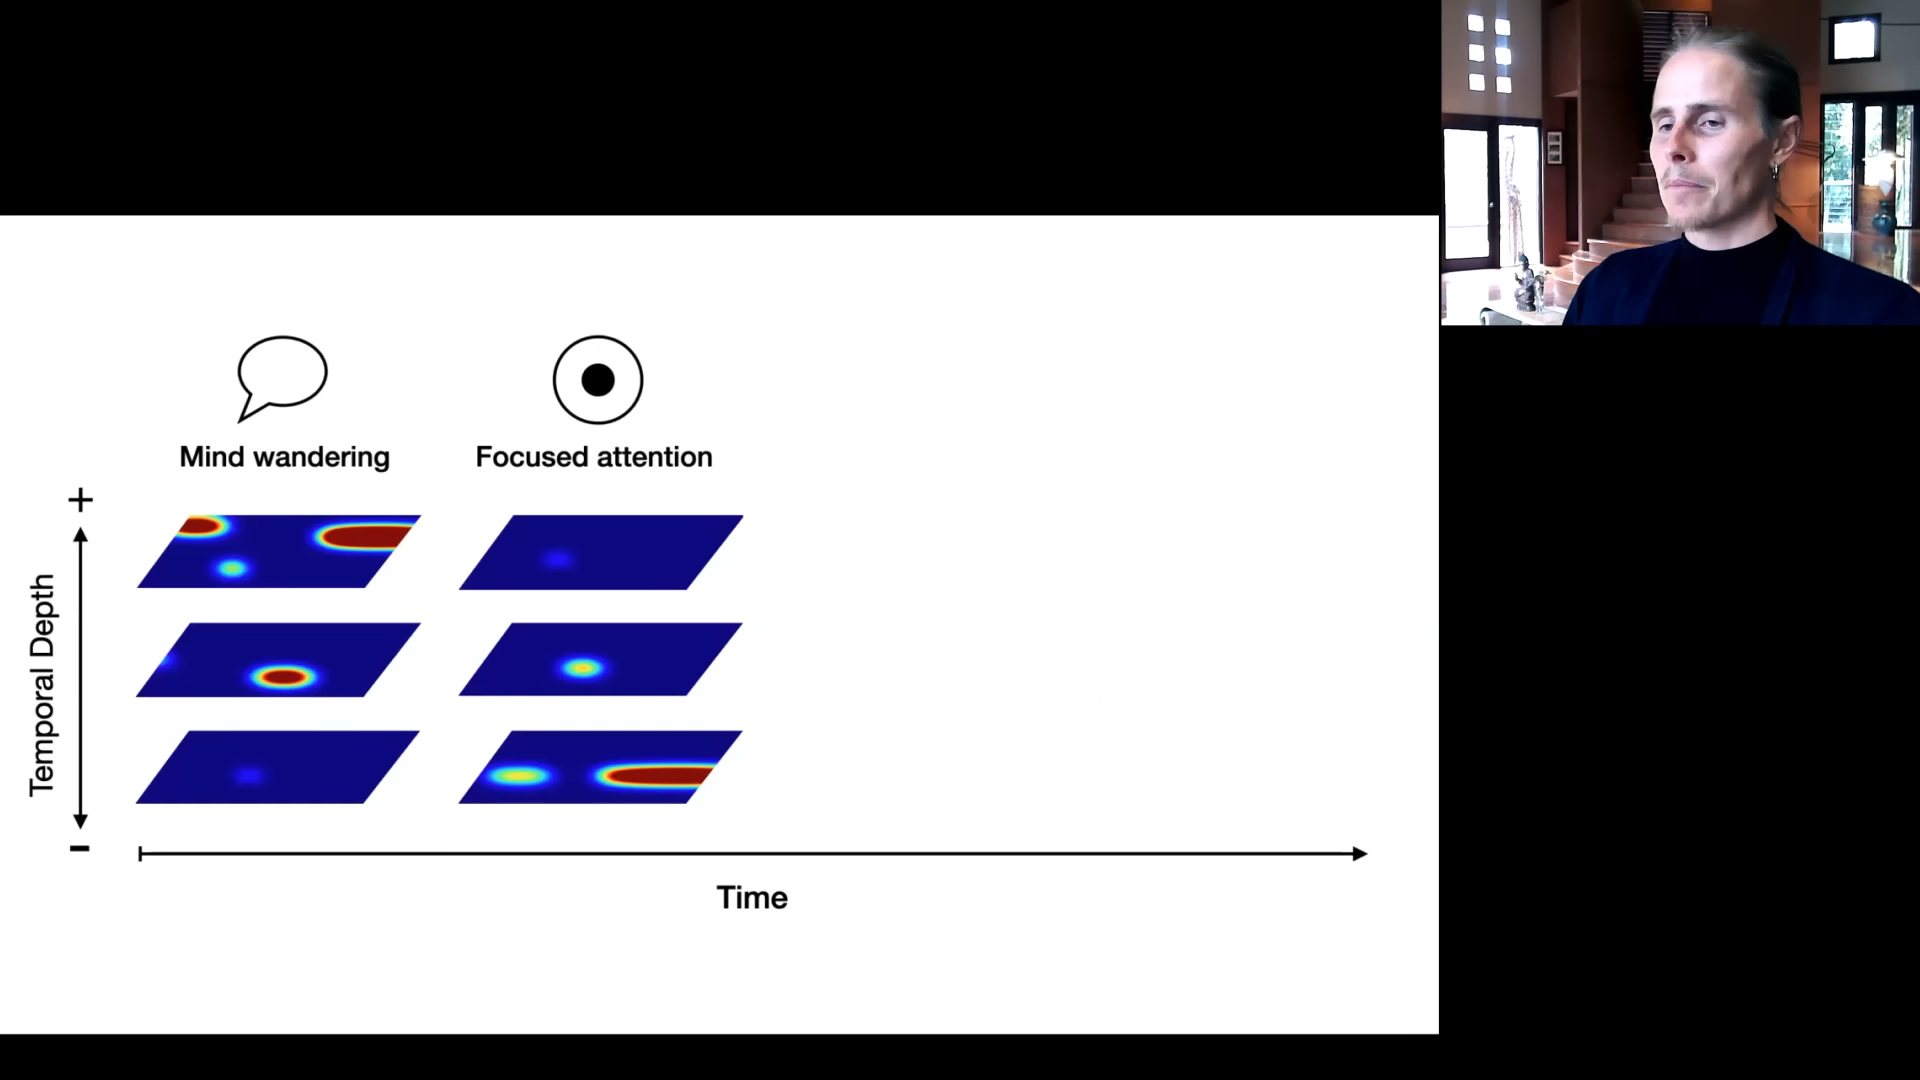 Mind wandering
Focused attention
+
Temporal Depth
-
Time